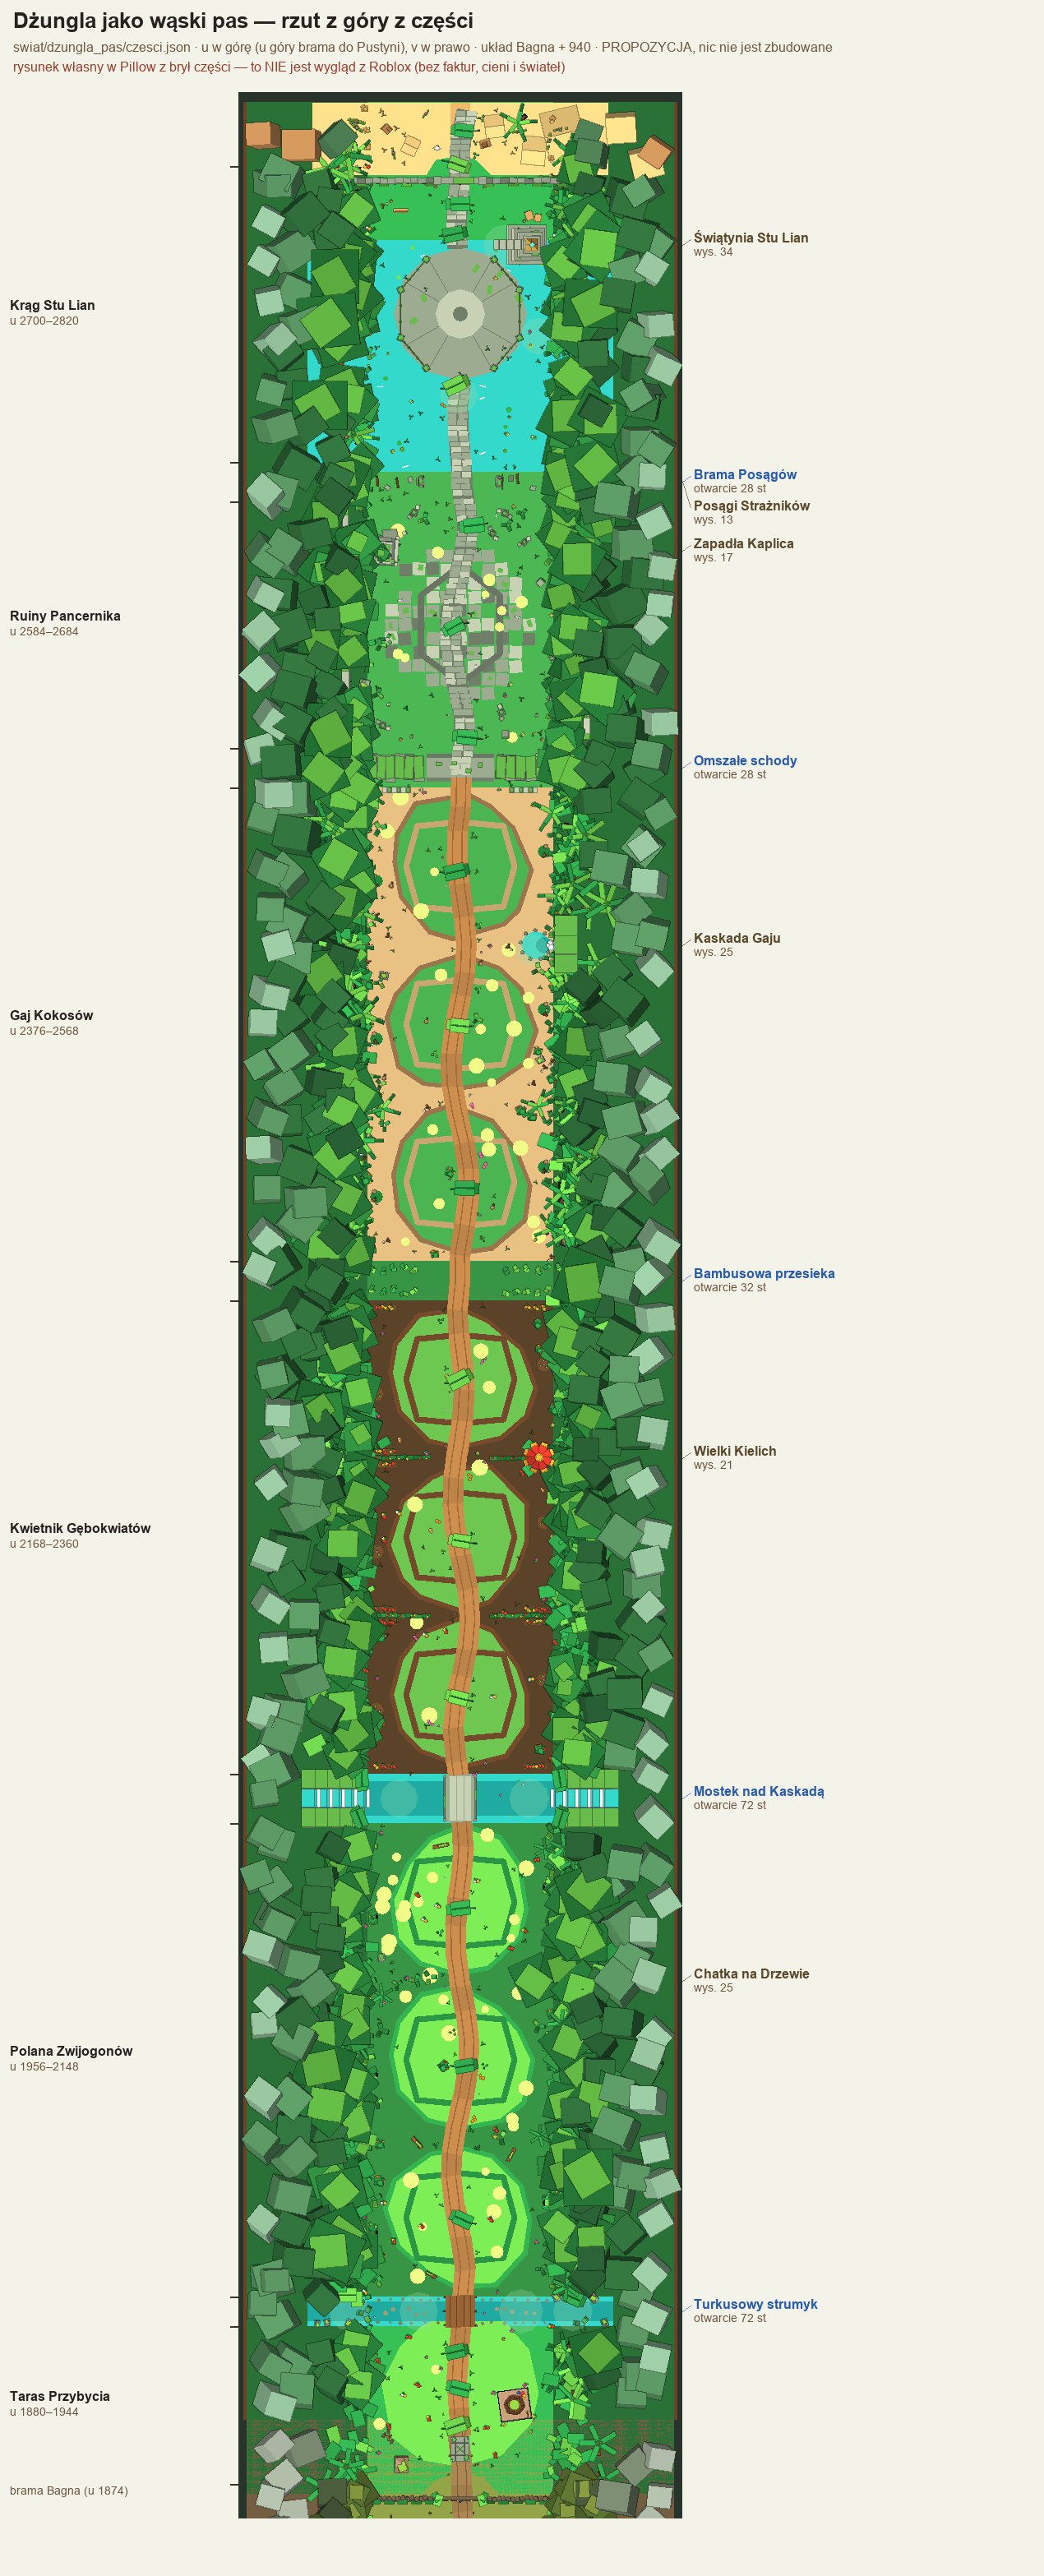 Dżungla jako wąski pas — rzut z góry z części
swiat/dzungla_pas/czesci.json · u w górę (u góry brama do Pustyni), v w prawo · układ Bagna + 940 · PROPOZYCJA, nic nie jest zbudowane
rysunek własny w Pillow z brył części — to NIE jest wygląd z Roblox (bez faktur, cieni i świateł)
Świątynia Stu Lian
wys. 34
Krąg Stu Lian
u 2700–2820
Brama Posągów
otwarcie 28 st
Posągi Strażników
wys. 13
Zapadła Kaplica
wys. 17
Ruiny Pancernika
u 2584–2684
Omszałe schody
otwarcie 28 st
Kaskada Gaju
wys. 25
Gaj Kokosów
u 2376–2568
Bambusowa przesieka
otwarcie 32 st
Wielki Kielich
wys. 21
Kwietnik Gębokwiatów
u 2168–2360
Mostek nad Kaskadą
otwarcie 72 st
Chatka na Drzewie
wys. 25
Polana Zwijogonów
u 1956–2148
Turkusowy strumyk
otwarcie 72 st
Taras Przybycia
u 1880–1944
brama Bagna (u 1874)